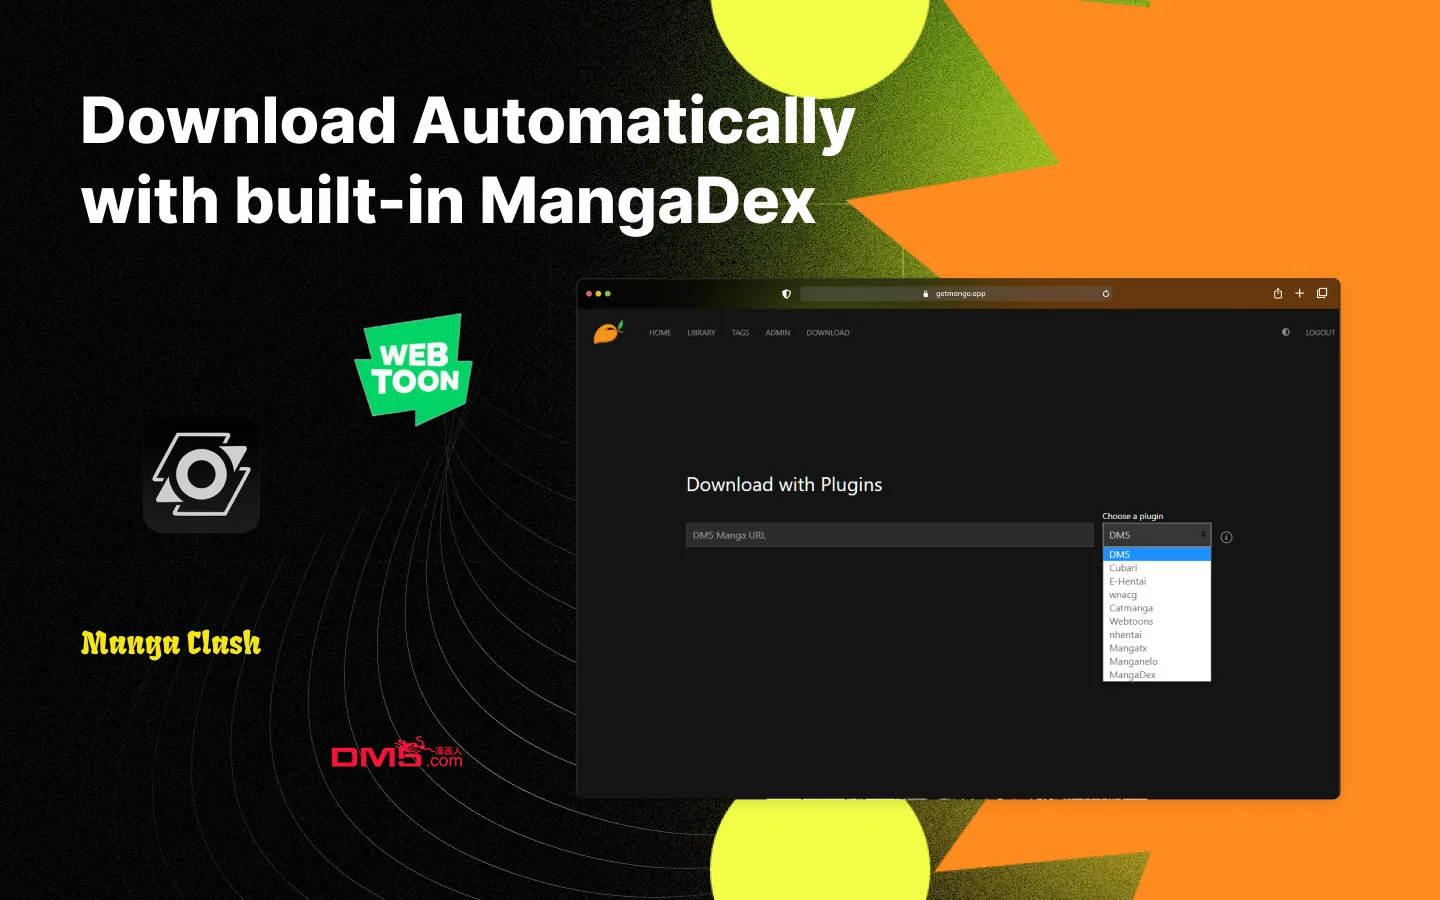 Download Automatically
with built-in MangaDex
WEB
TOON
Manga Clash
DM5.com
漫画人
getmango.app
HOME LIBRARY TAGS ADMIN DOWNLOAD LOGOUT
Download with Plugins
Choose a plugin
DM5 Manga URL
DM5
DM5
Cubari
E-Hentai
wnacg
Catmanga
Webtoons
nhentai
Mangatx
Manganelo
MangaDex